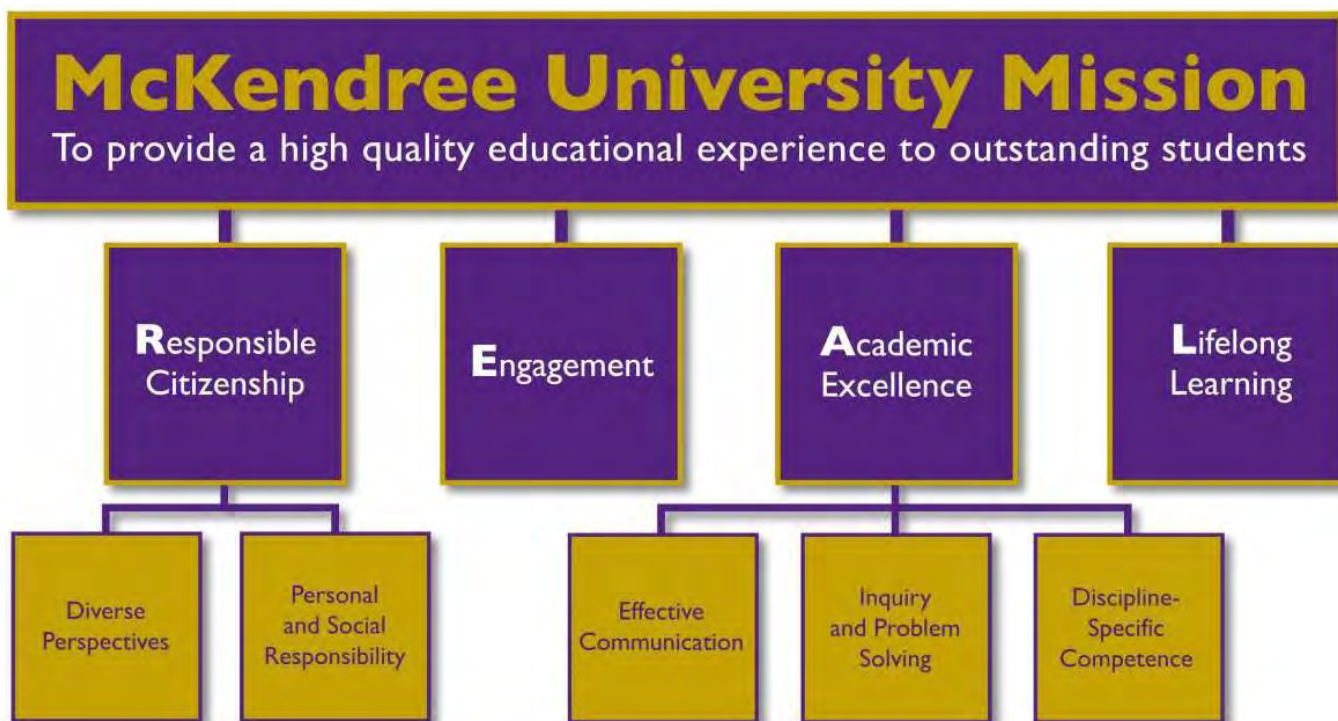 McKendree University Mission
To provide a high quality educational experience to outstanding students
Responsible
Citizenship
Engagement
Academic
Excellence
Lifelong
Learning
Diverse
Perspectives
Personal
and Social
Responsibility
Effective
Communication
Inquiry
and Problem
Solving
Discipline-
Specific
Competence